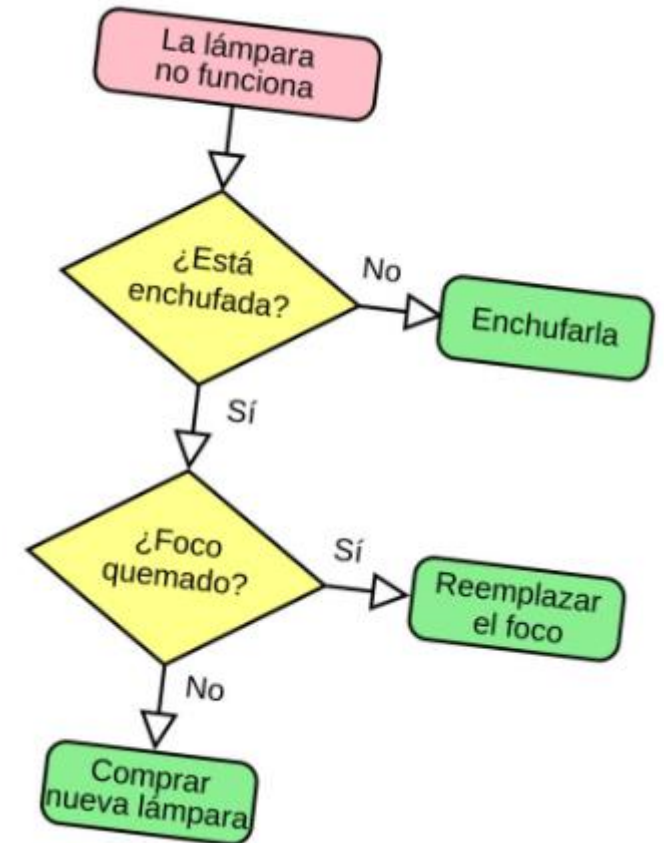 La lámpara
no funciona
¿Está
enchufada?
No
Enchufarla
Sí
¿Foco
quemado?
Sí
Reemplazar
el foco
No
Comprar
nueva lámpara